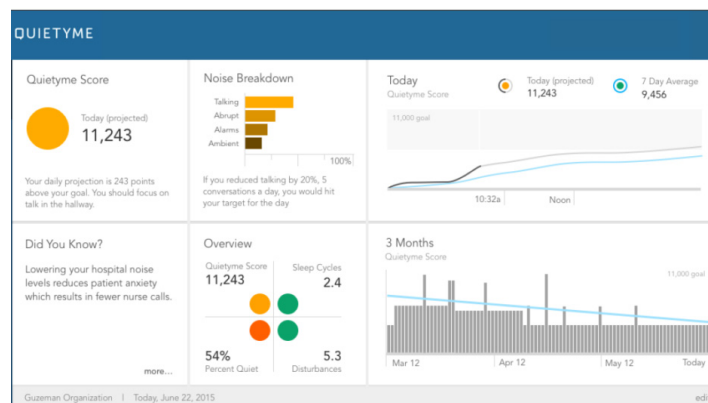 QUIETYME
Quietyme Score
Today (projected)
11,243
Your daily projection is 243 points
above your goal. You should focus on
talk in the hallway.
Noise Breakdown
Talking
Abrupt
Alarms
Ambient
100%
If you reduced talking by 20%, 5
conversations a day, you would hit
your target for the day
Today
Quietyme Score
Today (projected)
11,243
7 Day Average
9,456
11,000 goal
10:32a
Noon
Did You Know?
Lowering your hospital noise
levels reduces patient anxiety
which results in fewer nurse calls.
more...
Overview
Quietyme Score
11,243
Sleep Cycles
2.4
54%
Percent Quiet
5.3
Disturbances
3 Months
Quietyme Score
11,000 goal
Mar 12
Apr 12
May 12
Today
Guzeman Organization | Today, June 22, 2015
edi